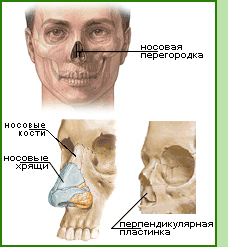 носовая
перегородка
носовые
кости
носовые
хрящи
перпендикулярная
пластинка